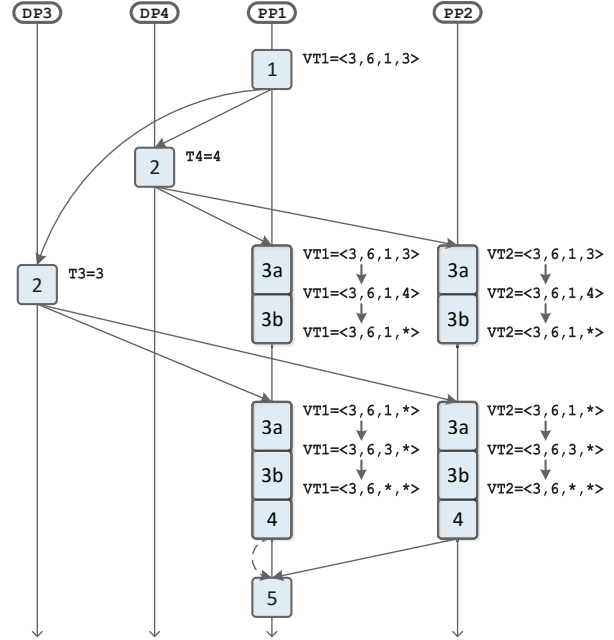 DP3 DP4 PP1 PP2
1 VT1=<3,6,1,3>
2 T4=4
3a VT1=<3,6,1,3> 3a VT2=<3,6,1,3>
2 T3=3
VT1=<3,6,1,4> VT2=<3,6,1,4>
3b VT1=<3,6,1,*> 3b VT2=<3,6,1,*>
3a VT1=<3,6,1,*> 3a VT2=<3,6,1,*>
VT1=<3,6,3,*> VT2=<3,6,3,*>
3b VT1=<3,6,*,*> 3b VT2=<3,6,*,*>
4 4
5